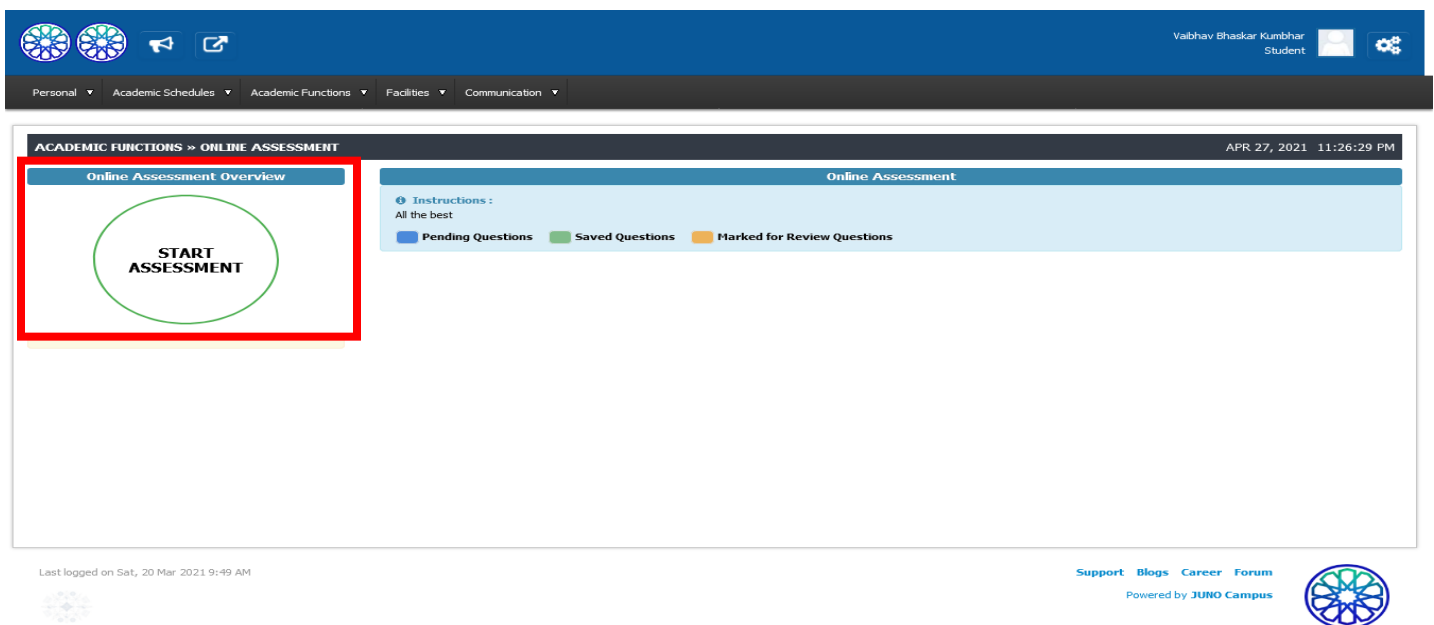 Vaibhav Bhaskar Kumbhar
Student
Personal Academic Schedules Academic Functions Facilities Communication
ACADEMIC FUNCTIONS » ONLINE ASSESSMENT APR 27, 2021 11:26:29 PM
Online Assessment Overview
START
ASSESSMENT
Online Assessment
Instructions :
All the best
Pending Questions Saved Questions Marked for Review Questions
Last logged on Sat, 20 Mar 2021 9:49 AM
Support Blogs Career Forum
Powered by JUNO Campus